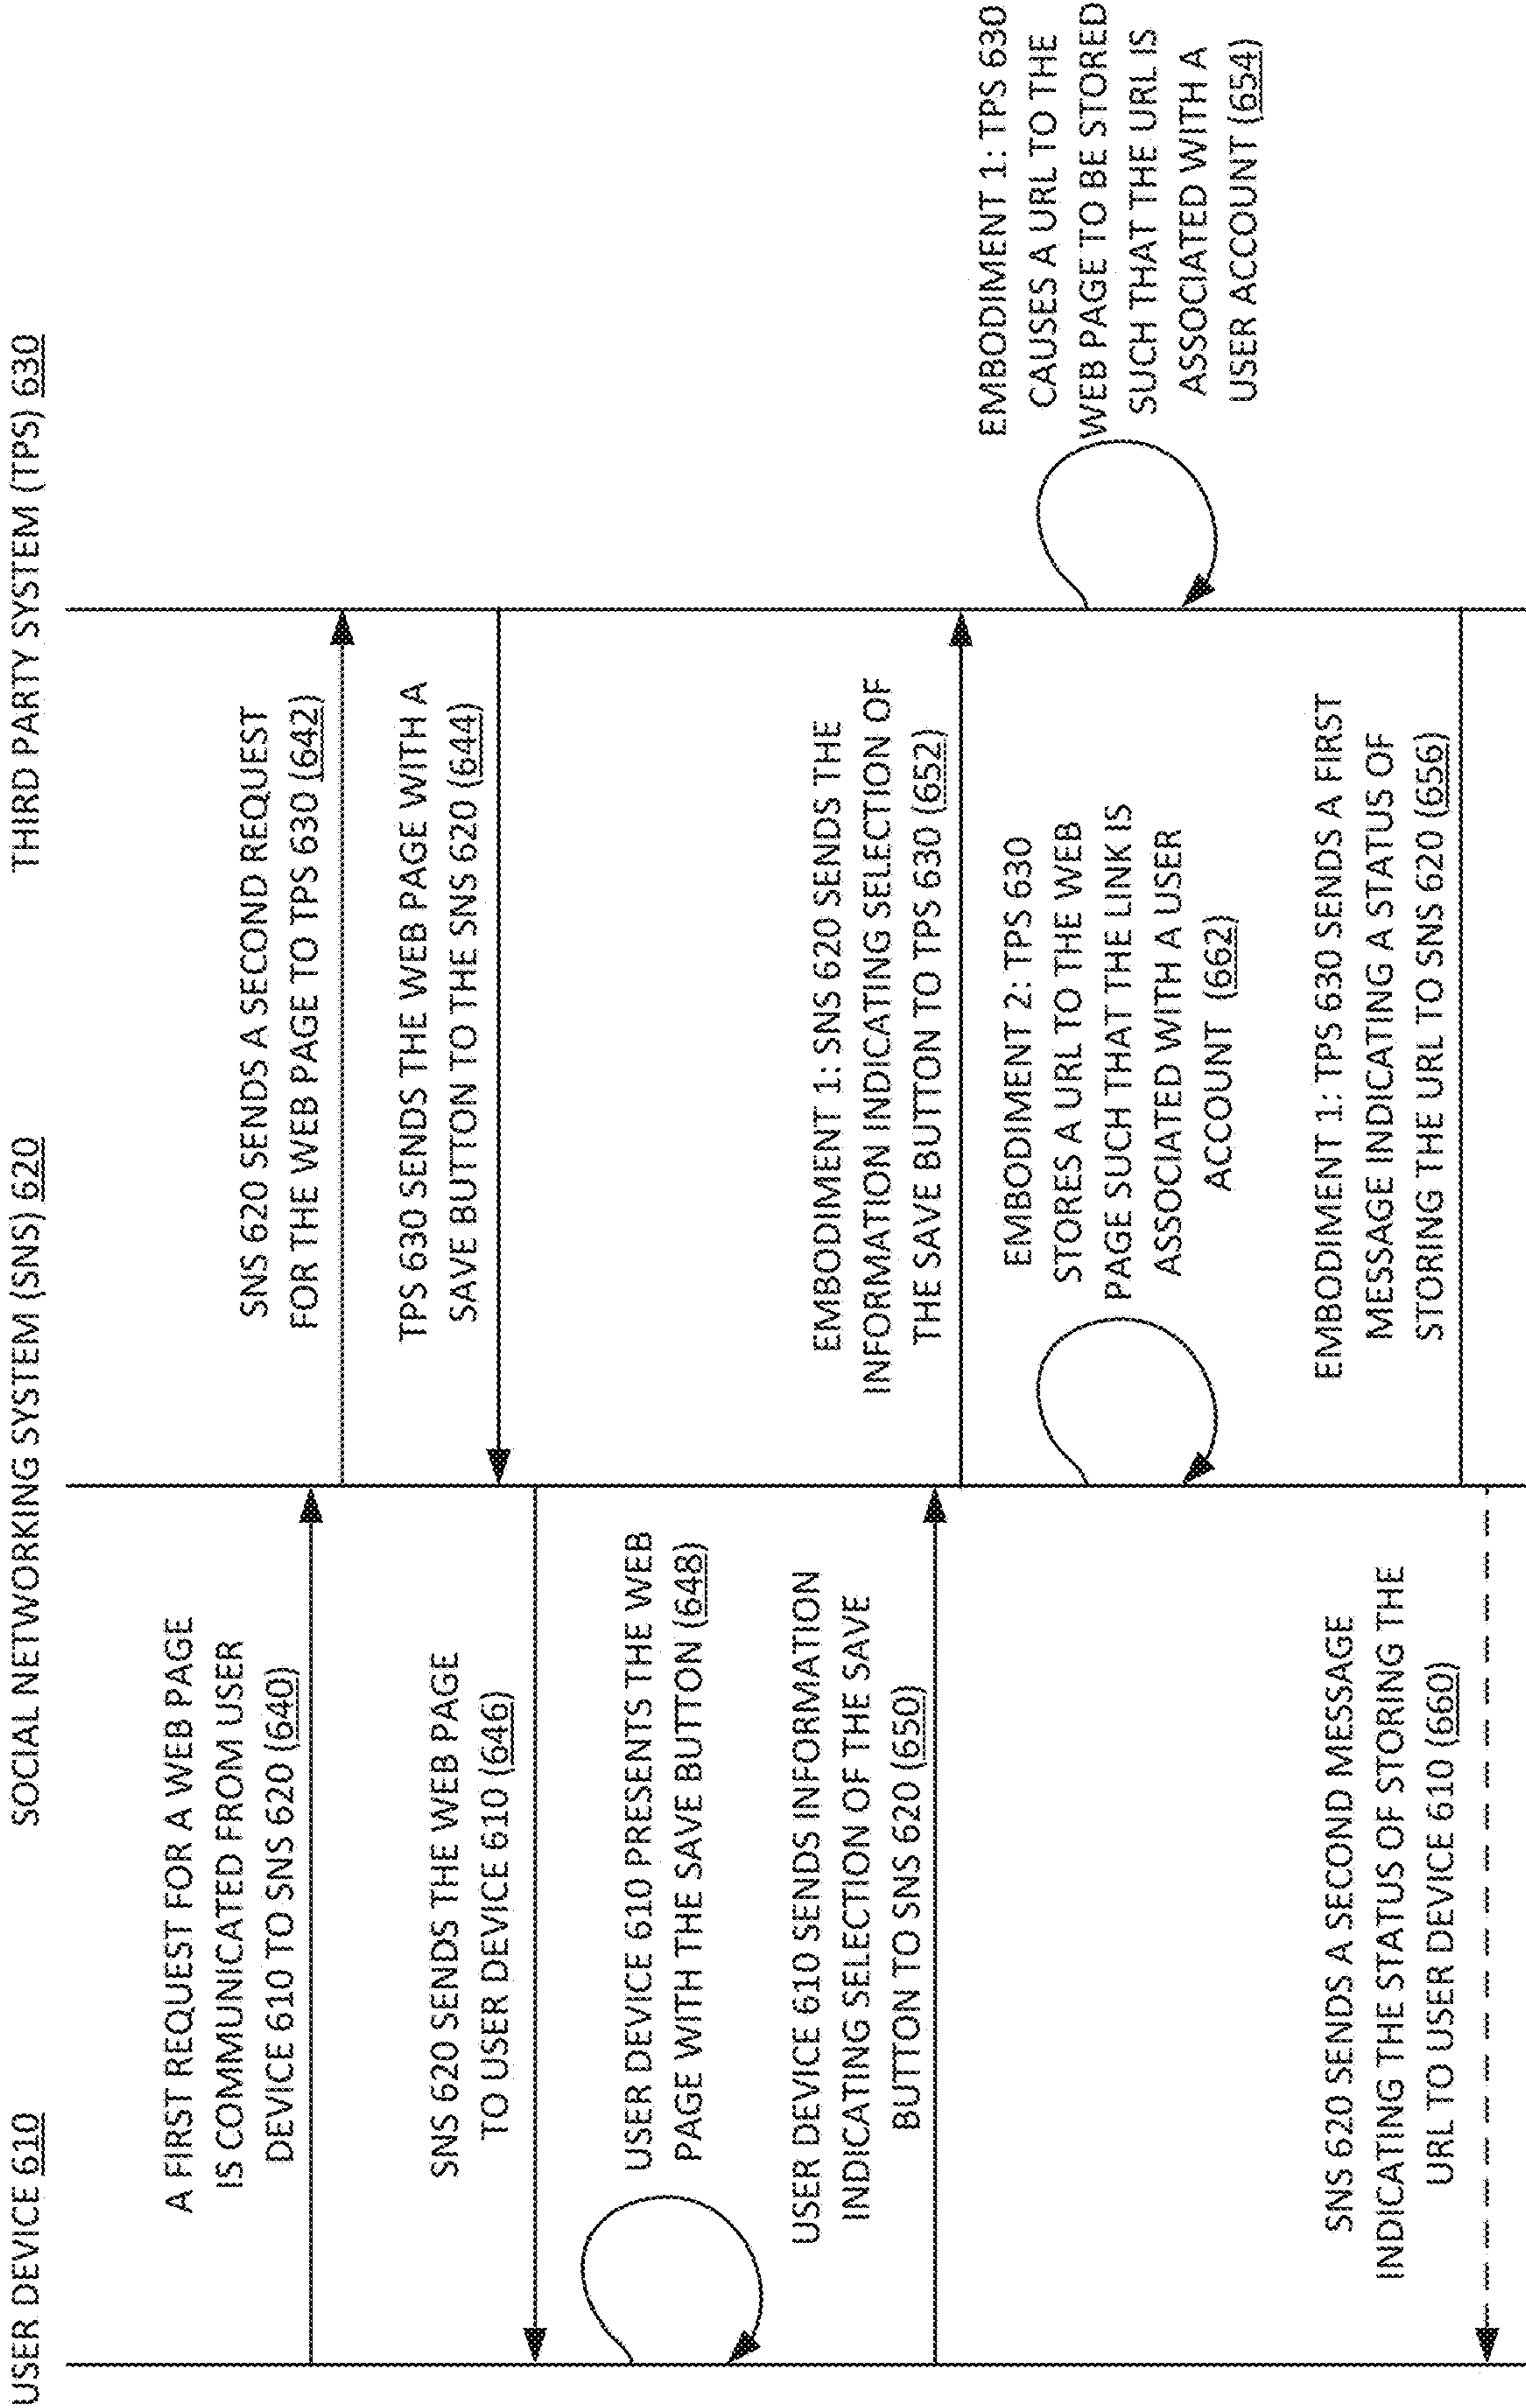 USER DEVICE 610
SOCIAL NETWORKING SYSTEM (SNS) 620
THIRD PARTY SYSTEM (TPS) 630
A FIRST REQUEST FOR A WEB PAGE
IS COMMUNICATED FROM USER
DEVICE 610 TO SNS 620 (640)
SNS 620 SENDS A SECOND REQUEST
FOR THE WEB PAGE TO TPS 630 (642)
TPS 630 SENDS THE WEB PAGE WITH A
SAVE BUTTON TO THE SNS 620 (644)
SNS 620 SENDS THE WEB PAGE
TO USER DEVICE 610 (646)
USER DEVICE 610 PRESENTS THE WEB
PAGE WITH THE SAVE BUTTON (648)
USER DEVICE 610 SENDS INFORMATION
INDICATING SELECTION OF THE SAVE
BUTTON TO SNS 620 (650)
EMBODIMENT 1: SNS 620 SENDS THE
INFORMATION INDICATING SELECTION OF
THE SAVE BUTTON TO TPS 630 (652)
EMBODIMENT 1: TPS 630
CAUSES A URL TO THE
WEB PAGE TO BE STORED
SUCH THAT THE URL IS
ASSOCIATED WITH A
USER ACCOUNT (654)
EMBODIMENT 2: TPS 630
STORES A URL TO THE WEB
PAGE SUCH THAT THE LINK IS
ASSOCIATED WITH A USER
ACCOUNT (662)
EMBODIMENT 1: TPS 630 SENDS A FIRST
MESSAGE INDICATING A STATUS OF
STORING THE URL TO SNS 620 (656)
SNS 620 SENDS A SECOND MESSAGE
INDICATING THE STATUS OF STORING THE
URL TO USER DEVICE 610 (660)